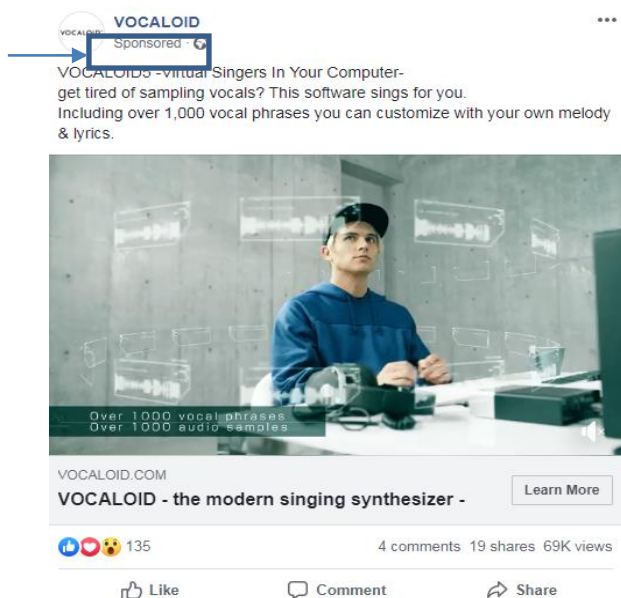 VOCALOID
VOCALOID
Sponsored ·
VOCALOID5 -Virtual Singers In Your Computer-
get tired of sampling vocals? This software sings for you.
Including over 1,000 vocal phrases you can customize with your own melody
& lyrics.
Over 1000 vocal phrases
Over 1000 audio samples
VOCALOID.COM
VOCALOID - the modern singing synthesizer -
Learn More
135
4 comments 19 shares 69K views
Like
Comment
Share